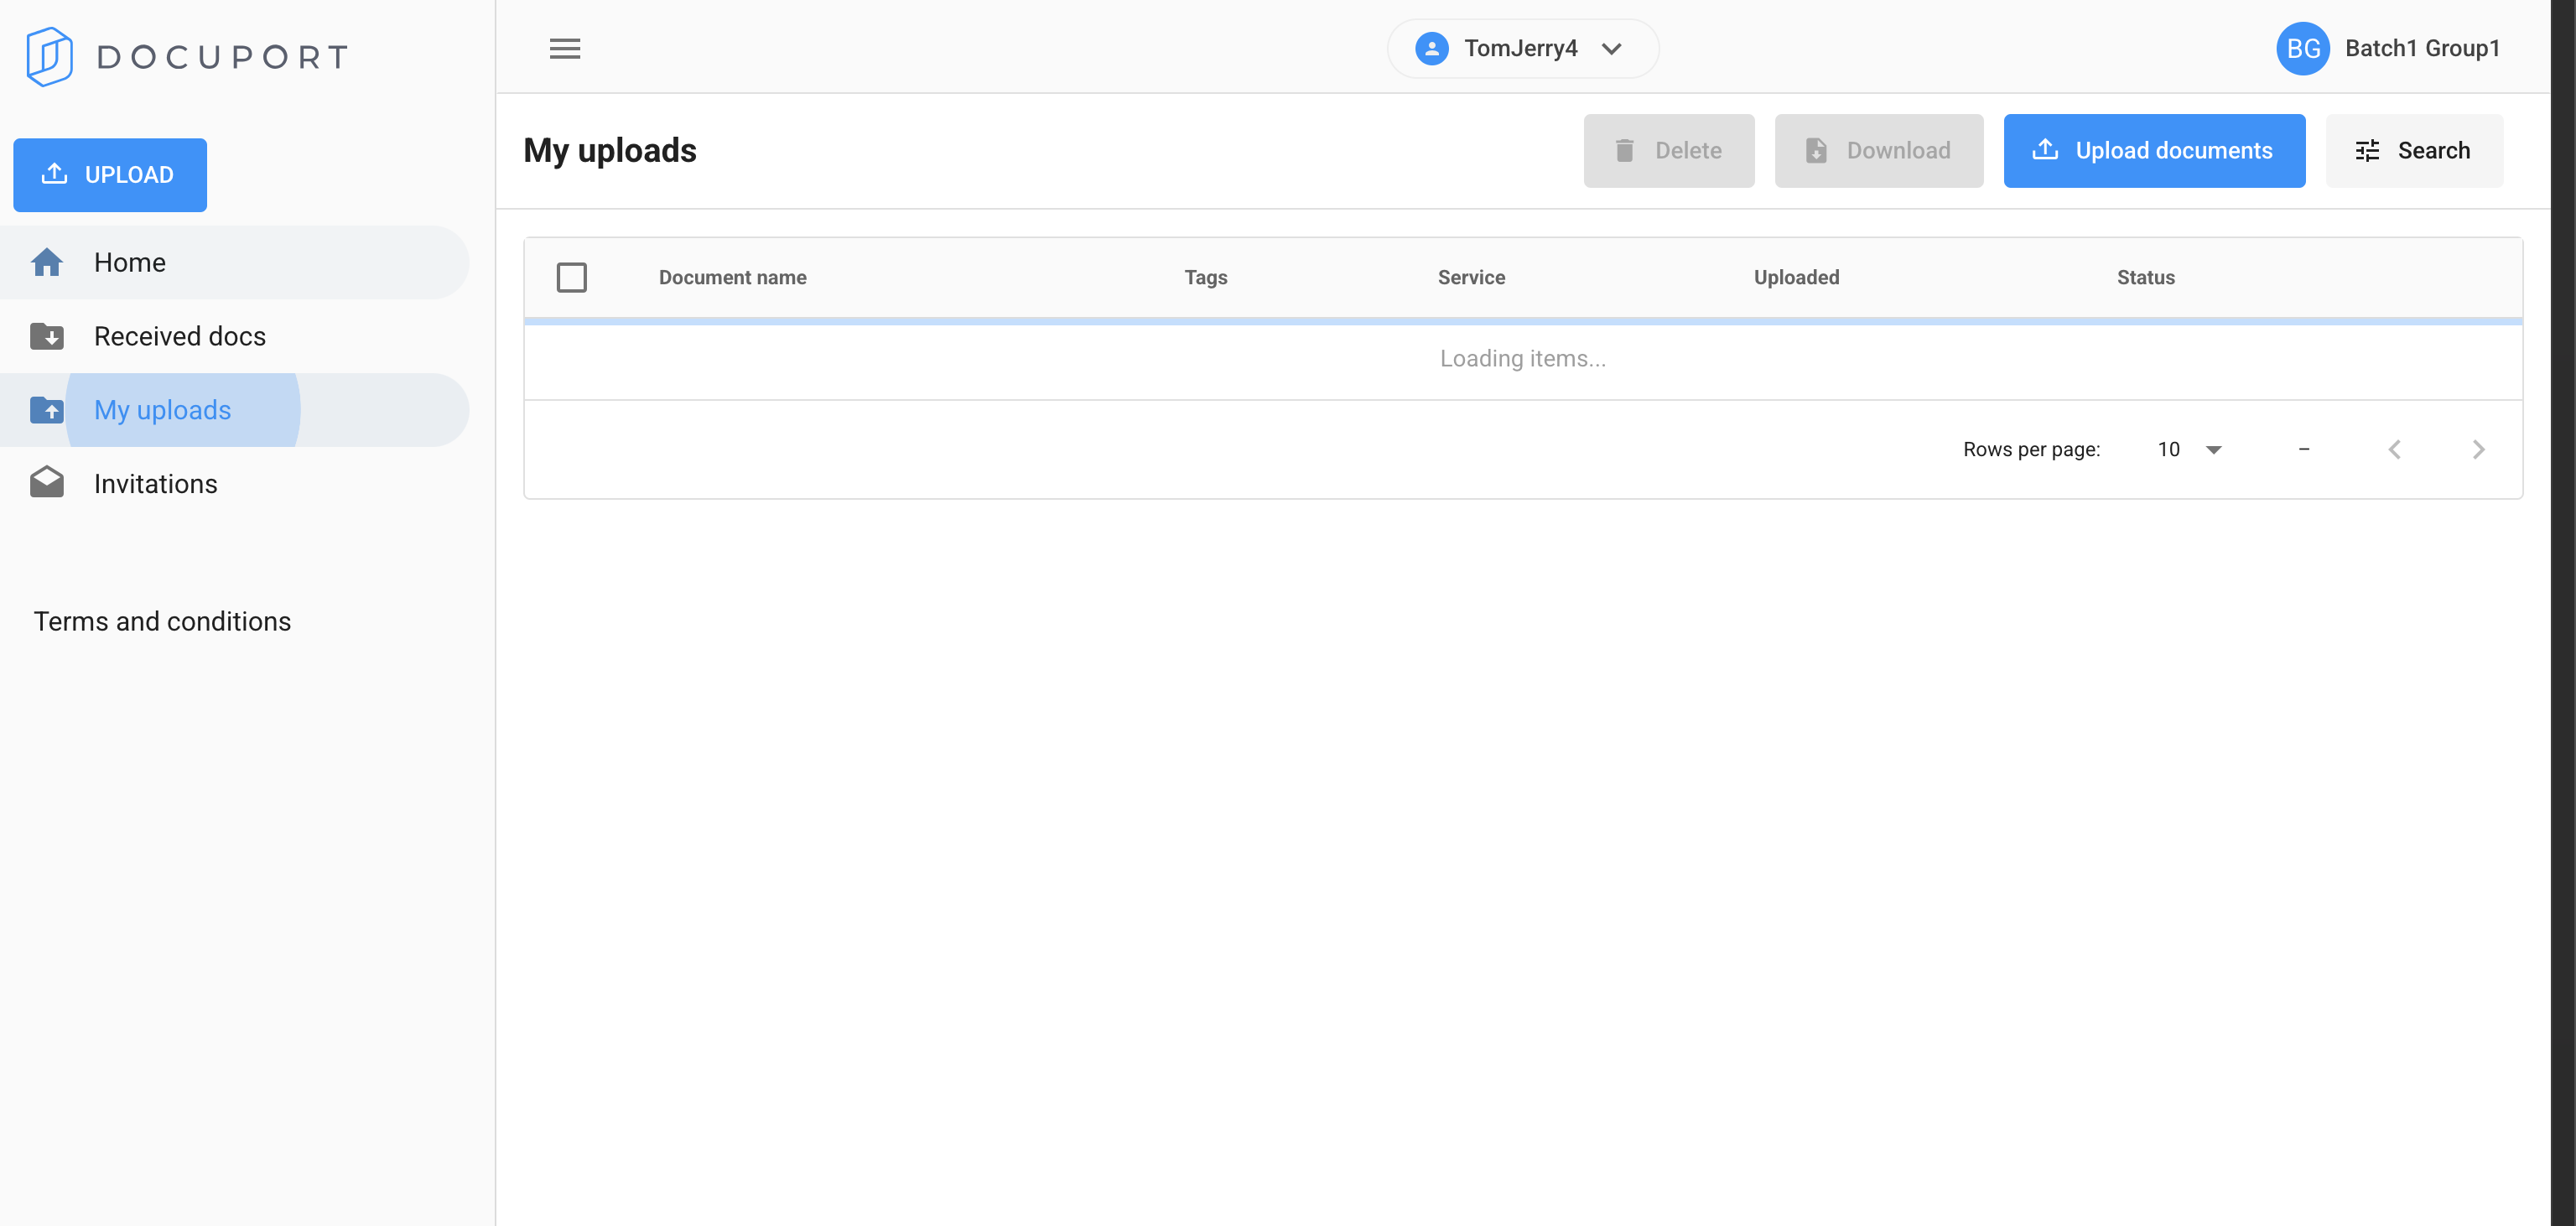 DOCUPORT
TomJerry4
BG Batch1 Group1
UPLOAD
Home
Received docs
My uploads
Invitations
Terms and conditions
My uploads
Delete Download Upload documents Search
Document name Tags Service Uploaded Status
Loading items...
Rows per page: 10 –